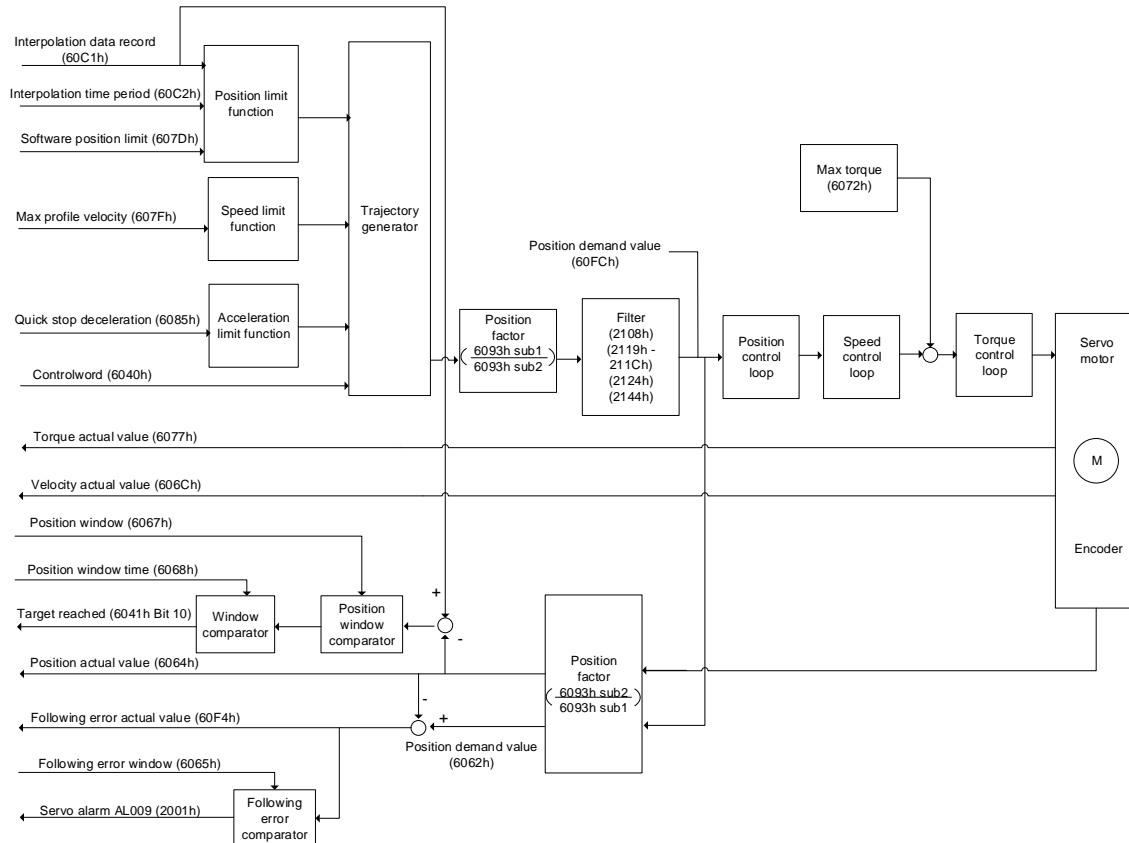 Interpolation data record
(60C1h)
Interpolation time period (60C2h)
Software position limit (607Dh)
Position limit
function
Max profile velocity (607Fh)
Speed limit
function
Quick stop deceleration (6085h)
Acceleration
limit function
Controlword (6040h)
Trajectory
generator
Position
factor
(6093h sub1
6093h sub2)
Filter
(2108h)
(2119h -
211Ch)
(2124h)
(2144h)
Position demand value
(60FCh)
Position
control
loop
Speed
control
loop
Max torque
(6072h)
Torque
control
loop
Servo
motor
M
Encoder
Torque actual value (6077h)
Velocity actual value (606Ch)
Position window (6067h)
Position window time (6068h)
Target reached (6041h Bit 10)
Window
comparator
Position
window
comparator
+
-
Position actual value (6064h)
Position
factor
(6093h sub2
6093h sub1)
-
+
Following error actual value (60F4h)
Position demand value
(6062h)
Following error window (6065h)
Servo alarm AL009 (2001h)
Following
error
comparator